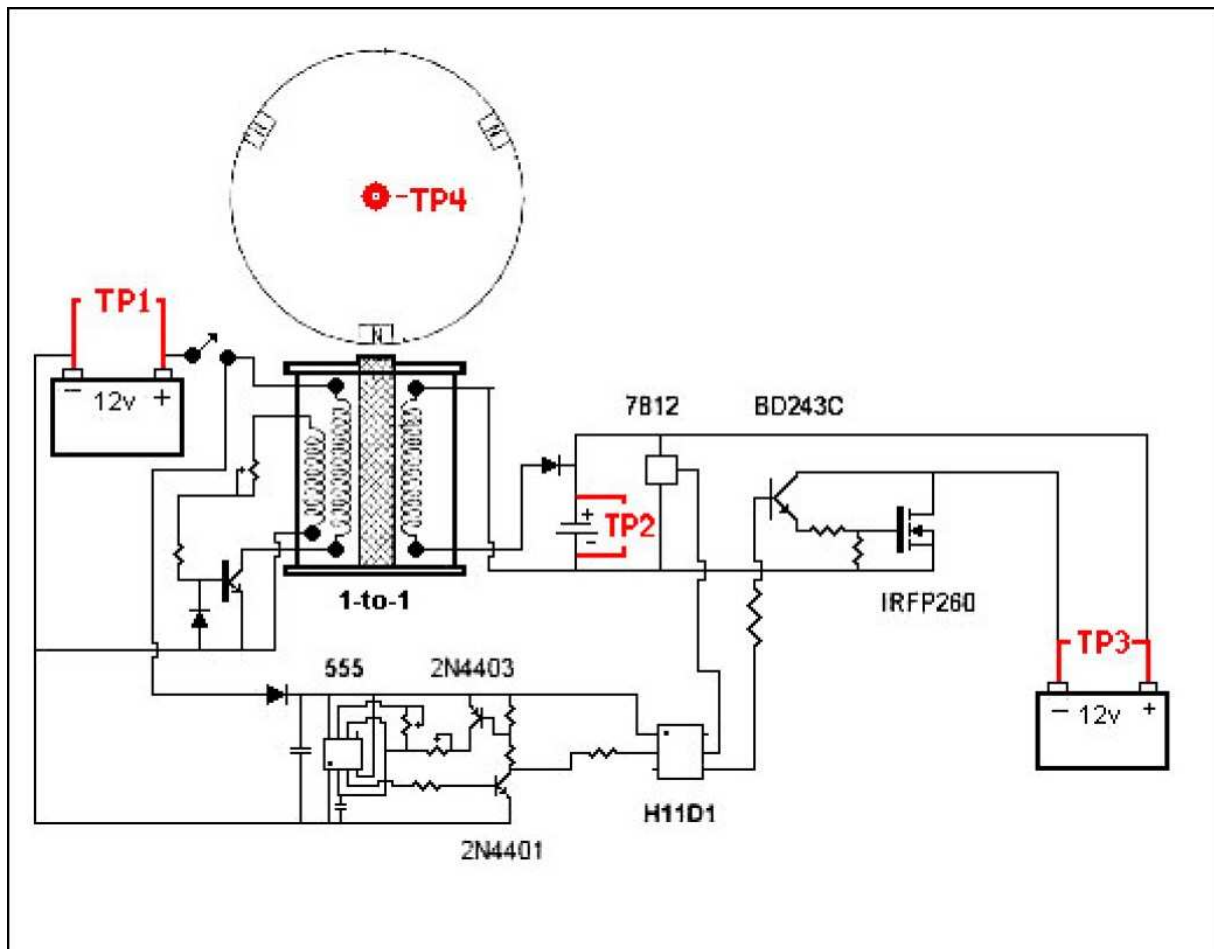 N
N
-TP4
TP1
N
− 12v +
7812
BD243C
+
TP2
-
IRFP260
1-to-1
TP3
555
2N4403
− 12v +
H11D1
2N4401